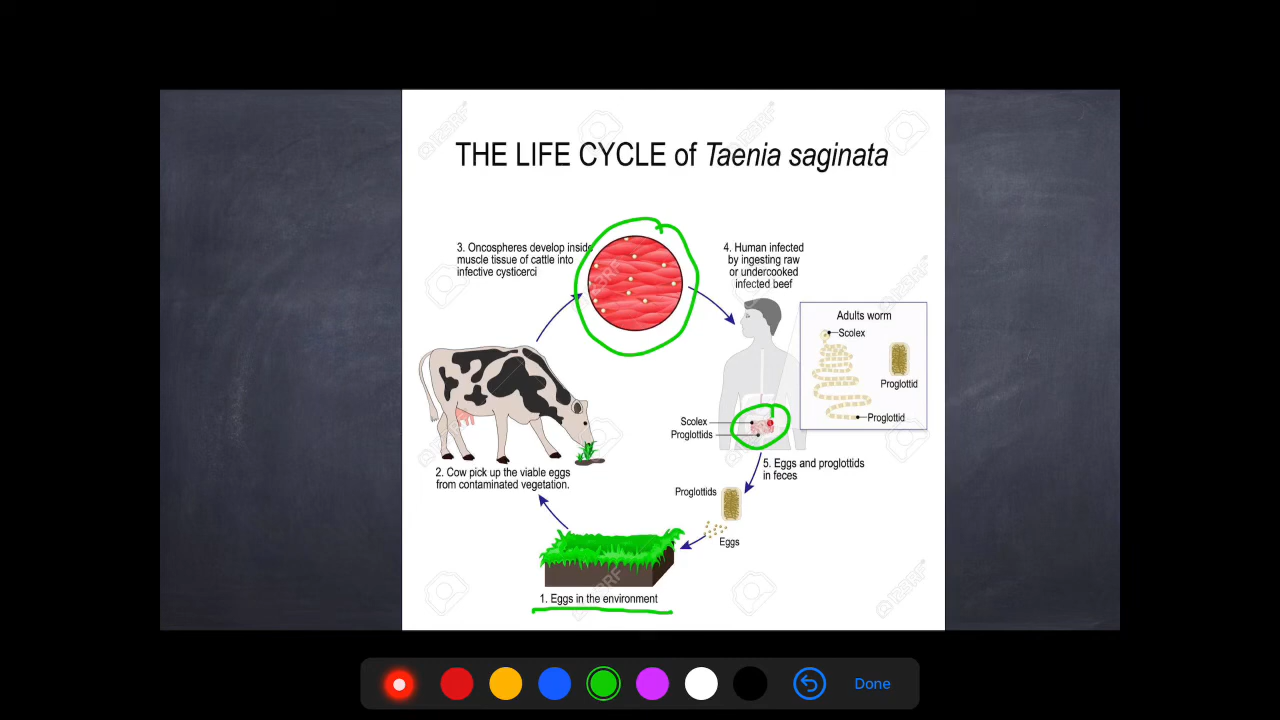 THE LIFE CYCLE of Taenia saginata
3. Oncospheres develop inside
muscle tissue of cattle into
infective cysticerci
4. Human infected
by ingesting raw
or undercooked
infected beef
Adults worm
Scolex
Proglottid
Proglottid
Scolex
Proglottids
2. Cow pick up the viable eggs
from contaminated vegetation.
5. Eggs and proglottids
in feces
Proglottids
Eggs
1. Eggs in the environment
Done